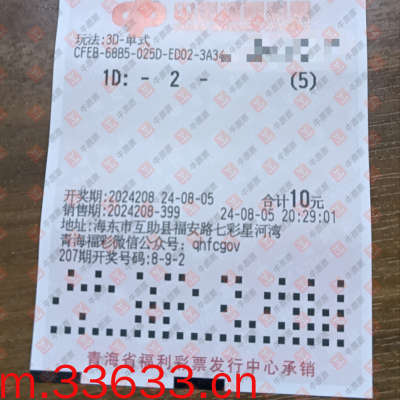 玩法:3D-单式
CFEB-68B5-025D-ED02-3A34
1D: - 2 - (5)
开奖期:2024208 24-08-05 合计10元
销售期:2024208-399 24-08-05 20:29:01
地址:海东市互助县福安路七彩星河湾
青海福彩微信公众号: qhfcgov
207期开奖号码:8-9-2
青海省福利彩票发行中心承销
m.33633.cn